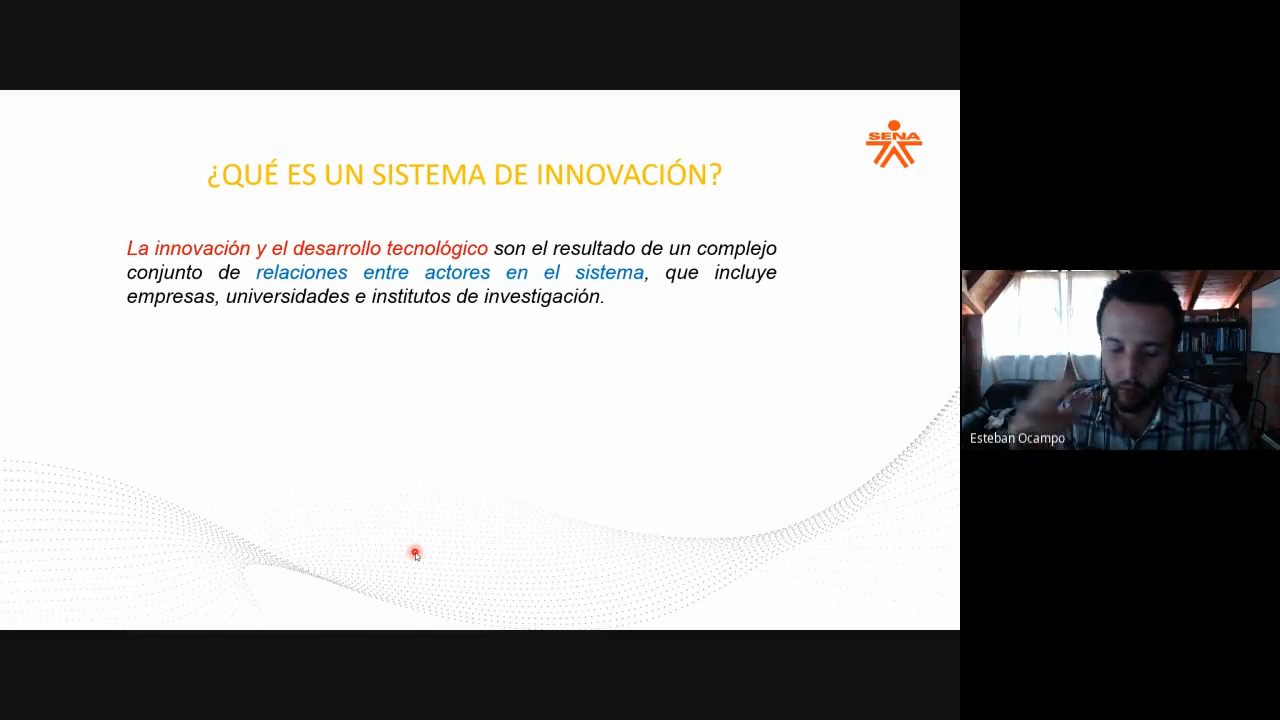 SENA
¿QUÉ ES UN SISTEMA DE INNOVACIÓN?
La innovación y el desarrollo tecnológico son el resultado de un complejo
conjunto de relaciones entre actores en el sistema, que incluye
empresas, universidades e institutos de investigación.
Esteban Ocampo